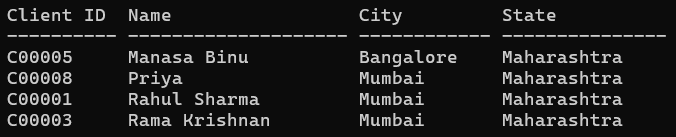 Client ID  Name                 City         State
---------- -------------------- ------------ ---------------
C00005     Manasa Binu          Bangalore    Maharashtra
C00008     Priya                Mumbai       Maharashtra
C00001     Rahul Sharma         Mumbai       Maharashtra
C00003     Rama Krishnan        Mumbai       Maharashtra